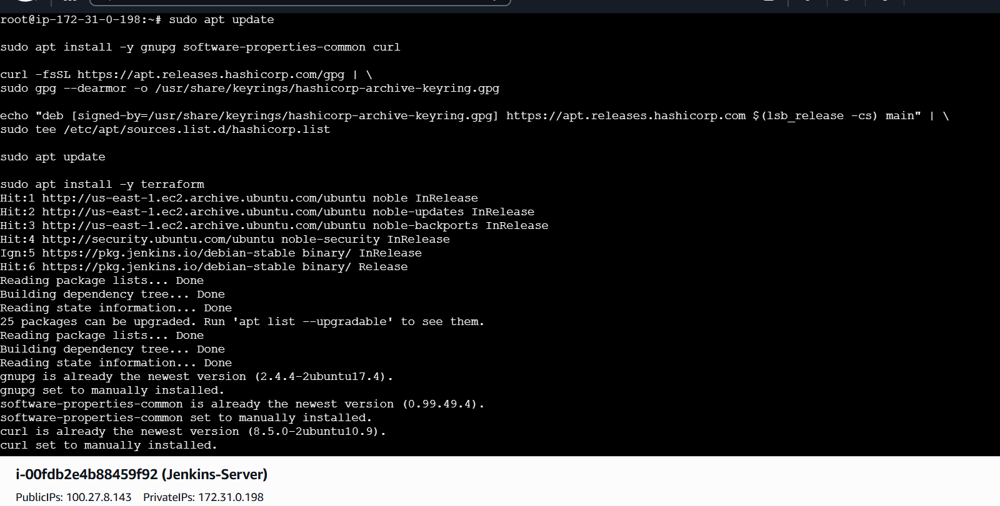 root@ip-172-31-0-198:~# sudo apt update
sudo apt install -y gnupg software-properties-common curl
curl -fsSL https://apt.releases.hashicorp.com/gpg | \
sudo gpg --dearmor -o /usr/share/keyrings/hashicorp-archive-keyring.gpg
echo "deb [signed-by=/usr/share/keyrings/hashicorp-archive-keyring.gpg] https://apt.releases.hashicorp.com $(lsb_release -cs) main" | \
sudo tee /etc/apt/sources.list.d/hashicorp.list
sudo apt update
sudo apt install -y terraform
Hit:1 http://us-east-1.ec2.archive.ubuntu.com/ubuntu noble InRelease
Hit:2 http://us-east-1.ec2.archive.ubuntu.com/ubuntu noble-updates InRelease
Hit:3 http://us-east-1.ec2.archive.ubuntu.com/ubuntu noble-backports InRelease
Hit:4 http://security.ubuntu.com/ubuntu noble-security InRelease
Ign:5 https://pkg.jenkins.io/debian-stable binary/ InRelease
Hit:6 https://pkg.jenkins.io/debian-stable binary/ Release
Reading package lists... Done
Building dependency tree... Done
Reading state information... Done
25 packages can be upgraded. Run 'apt list --upgradable' to see them.
Reading package lists... Done
Building dependency tree... Done
Reading state information... Done
gnupg is already the newest version (2.4.4-2ubuntu17.4).
gnupg set to manually installed.
software-properties-common is already the newest version (0.99.49.4).
software-properties-common set to manually installed.
curl is already the newest version (8.5.0-2ubuntu10.9).
curl set to manually installed.
i-00fdb2e4b88459f92 (Jenkins-Server)
PublicIPs: 100.27.8.143 PrivateIPs: 172.31.0.198